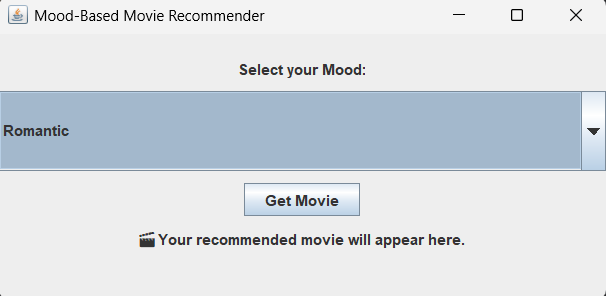 Mood-Based Movie Recommender
Select your Mood:
Romantic
Get Movie
🎬 Your recommended movie will appear here.